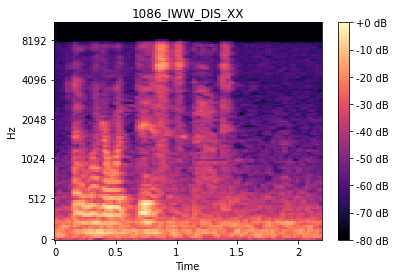 1086_IWW_DIS_XX
+0 dB
8192
-10 dB
4096
-20 dB
-30 dB
2048
Hz
-40 dB
1024
-50 dB
512
-60 dB
-70 dB
0
-80 dB
0 0.5 1 1.5 2
Time